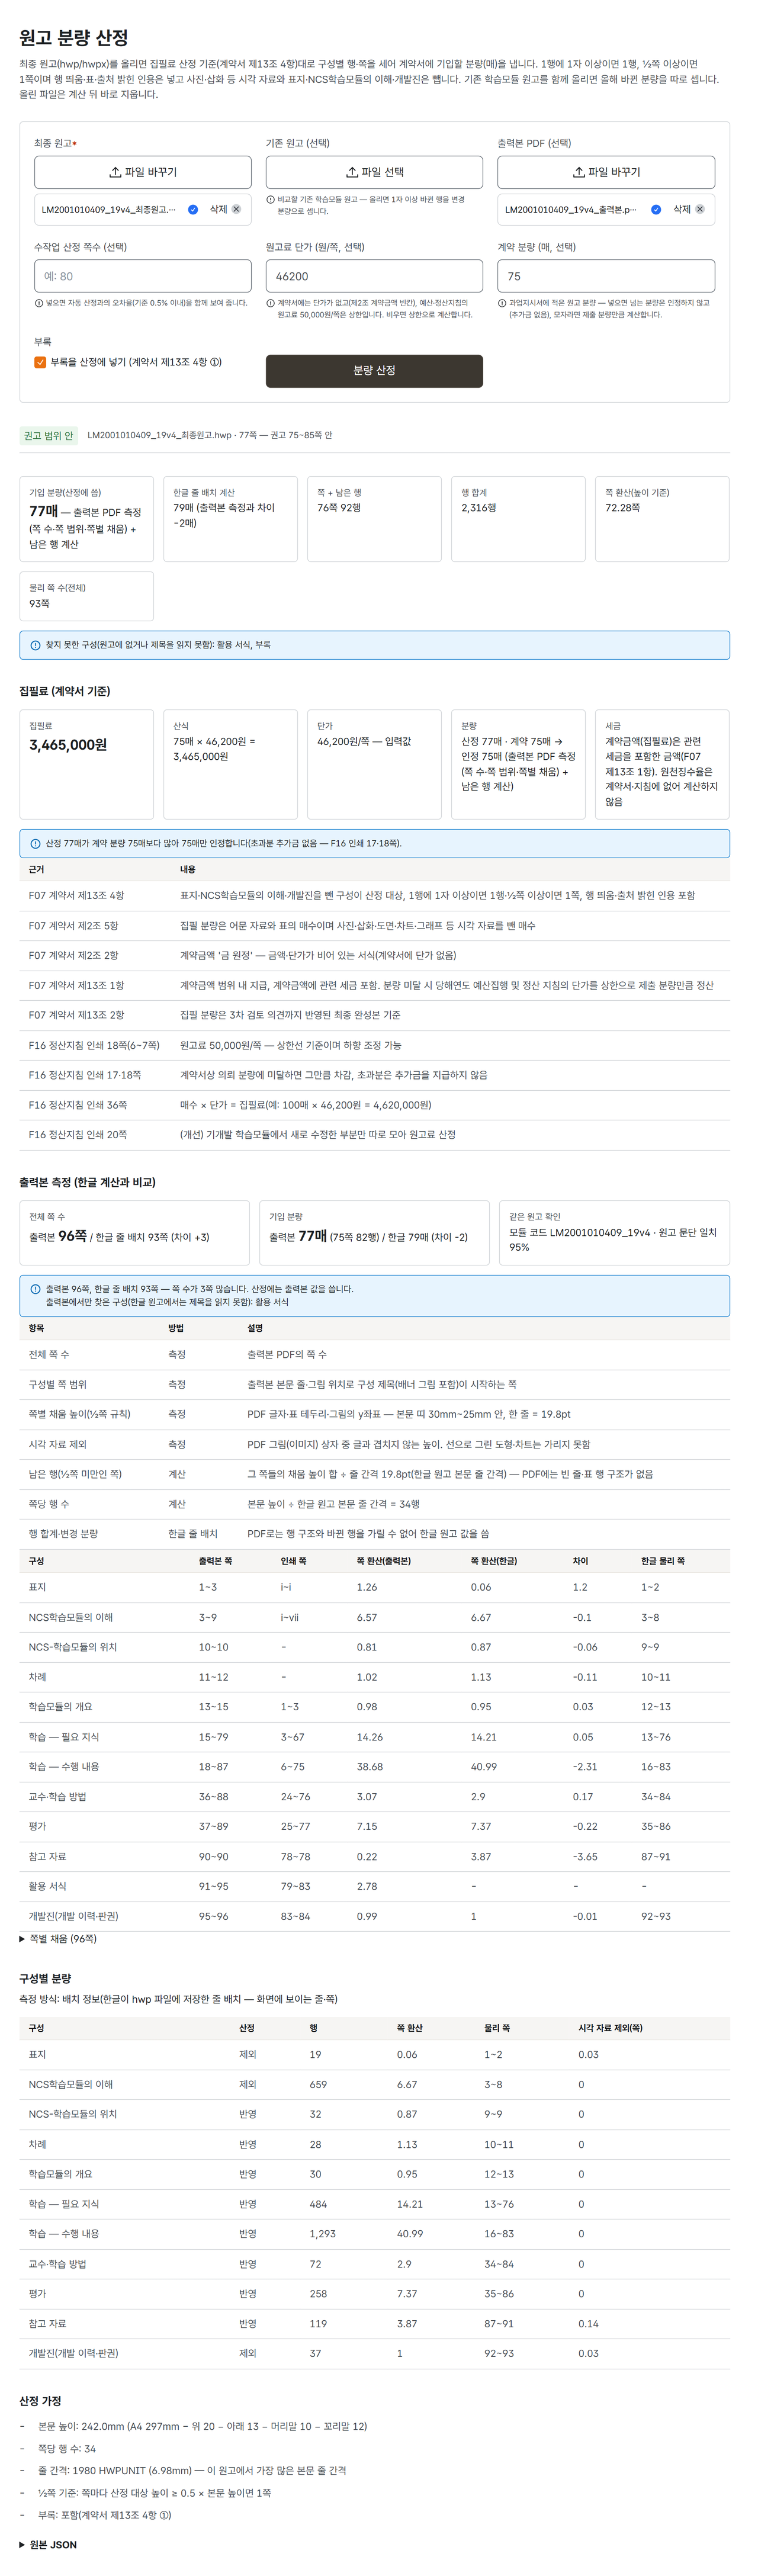 원고 분량 산정
최종 원고(hwp/hwpx)를 올리면 집필료 산정 기준(계약서 제13조 4항)대로 구성별 행·쪽을 세어 계약서에 기입할 분량(매)을 냅니다. 1행에 1자 이상이면 1행, ½쪽 이상이면
1쪽이며 행 띄움·표·출처 밝힌 인용은 넣고 사진·삽화 등 시각 자료와 표지·NCS학습모듈의 이해·개발진은 뺍니다. 기존 학습모듈 원고를 함께 올리면 올해 바뀐 분량을 따로 셉니다.
올린 파일은 계산 뒤 바로 지웁니다.
최종 원고*
기존 원고 (선택)
출력본 PDF (선택)
파일 바꾸기
파일 선택
파일 바꾸기
LM2001010409_19v4_최종원고.⋯ 삭제
비교할 기존 학습모듈 원고 — 올리면 1자 이상 바뀐 행을 변경
분량으로 셉니다.
LM2001010409_19v4_출력본.p⋯ 삭제
수작업 산정 쪽수 (선택)
원고료 단가 (원/쪽, 선택)
계약 분량 (매, 선택)
예: 80
46200
75
넣으면 자동 산정과의 오차율(기준 0.5% 이내)을 함께 보여 줍니다.
계약서에는 단가가 없고(제2조 계약금액 빈칸), 예산·정산지침의
원고료 50,000원/쪽은 상한입니다. 비우면 상한으로 계산합니다.
과업지시서에 적은 원고 분량 — 넣으면 넘는 분량은 인정하지 않고
(추가금 없음), 모자라면 제출 분량만큼 계산합니다.
부록
부록을 산정에 넣기 (계약서 제13조 4항 ①)
분량 산정
권고 범위 안
LM2001010409_19v4_최종원고.hwp · 77쪽 — 권고 75~85쪽 안
기입 분량(산정에 씀)
77매 — 출력본 PDF 측정
(쪽 수·쪽 범위·쪽별 채움) +
남은 행 계산
한글 줄 배치 계산
79매 (출력본 측정과 차이
-2매)
쪽 + 남은 행
76쪽 92행
행 합계
2,316행
쪽 환산(높이 기준)
72.28쪽
물리 쪽 수(전체)
93쪽
찾지 못한 구성(원고에 없거나 제목을 읽지 못함): 활용 서식, 부록
집필료 (계약서 기준)
집필료
3,465,000원
산식
75매 × 46,200원 =
3,465,000원
단가
46,200원/쪽 — 입력값
분량
산정 77매 · 계약 75매 →
인정 75매 (출력본 PDF 측정
(쪽 수·쪽 범위·쪽별 채움) +
남은 행 계산)
세금
계약금액(집필료)은 관련
세금을 포함한 금액(F07
제13조 1항). 원천징수율은
계약서·지침에 없어 계산하지
않음
산정 77매가 계약 분량 75매보다 많아 75매만 인정합니다(초과분 추가금 없음 — F16 인쇄 17·18쪽).
근거 내용
F07 계약서 제13조 4항 표지·NCS학습모듈의 이해·개발진을 뺀 구성이 산정 대상, 1행에 1자 이상이면 1행·½쪽 이상이면 1쪽, 행 띄움·출처 밝힌 인용 포함
F07 계약서 제2조 5항 집필 분량은 어문 자료와 표의 매수이며 사진·삽화·도면·차트·그래프 등 시각 자료를 뺀 매수
F07 계약서 제2조 2항 계약금액 '금 원정' — 금액·단가가 비어 있는 서식(계약서에 단가 없음)
F07 계약서 제13조 1항 계약금액 범위 내 지급, 계약금액에 관련 세금 포함. 분량 미달 시 당해연도 예산집행 및 정산 지침의 단가를 상한으로 제출 분량만큼 정산
F07 계약서 제13조 2항 집필 분량은 3차 검토 의견까지 반영된 최종 완성본 기준
F16 정산지침 인쇄 18쪽(6~7쪽) 원고료 50,000원/쪽 — 상한선 기준이며 하향 조정 가능
F16 정산지침 인쇄 17·18쪽 계약서상 의뢰 분량에 미달하면 그만큼 차감, 초과분은 추가금을 지급하지 않음
F16 정산지침 인쇄 36쪽 매수 × 단가 = 집필료(예: 100매 × 46,200원 = 4,620,000원)
F16 정산지침 인쇄 20쪽 (개선) 기개발 학습모듈에서 새로 수정한 부분만 따로 모아 원고료 산정
출력본 측정 (한글 계산과 비교)
전체 쪽 수
출력본 96쪽 / 한글 줄 배치 93쪽 (차이 +3)
기입 분량
출력본 77매 (75쪽 82행) / 한글 79매 (차이 -2)
같은 원고 확인
모듈 코드 LM2001010409_19v4 · 원고 문단 일치
95%
출력본 96쪽, 한글 줄 배치 93쪽 — 쪽 수가 3쪽 많습니다. 산정에는 출력본 값을 씁니다.
출력본에서만 찾은 구성(한글 원고에서는 제목을 읽지 못함): 활용 서식
항목 방법 설명
전체 쪽 수 측정 출력본 PDF의 쪽 수
구성별 쪽 범위 측정 출력본 본문 줄·그림 위치로 구성 제목(배너 그림 포함)이 시작하는 쪽
쪽별 채움 높이(½쪽 규칙) 측정 PDF 글자·표 테두리·그림의 y좌표 — 본문 띠 30mm~25mm 안, 한 줄 = 19.8pt
시각 자료 제외 측정 PDF 그림(이미지) 상자 중 글과 겹치지 않는 높이. 선으로 그린 도형·차트는 가리지 못함
남은 행(½쪽 미만인 쪽) 계산 그 쪽들의 채움 높이 합 ÷ 줄 간격 19.8pt(한글 원고 본문 줄 간격) — PDF에는 빈 줄·표 행 구조가 없음
쪽당 행 수 계산 본문 높이 ÷ 한글 원고 본문 줄 간격 = 34행
행 합계·변경 분량 한글 줄 배치 PDF로는 행 구조와 바뀐 행을 가릴 수 없어 한글 원고 값을 씀
구성 출력본 쪽 인쇄 쪽 쪽 환산(출력본) 쪽 환산(한글) 차이 한글 물리 쪽
표지 1~3 i~i 1.26 0.06 1.2 1~2
NCS학습모듈의 이해 3~9 i~vii 6.57 6.67 -0.1 3~8
NCS-학습모듈의 위치 10~10 - 0.81 0.87 -0.06 9~9
차례 11~12 - 1.02 1.13 -0.11 10~11
학습모듈의 개요 13~15 1~3 0.98 0.95 0.03 12~13
학습 — 필요 지식 15~79 3~67 14.26 14.21 0.05 13~76
학습 — 수행 내용 18~87 6~75 38.68 40.99 -2.31 16~83
교수·학습 방법 36~88 24~76 3.07 2.9 0.17 34~84
평가 37~89 25~77 7.15 7.37 -0.22 35~86
참고 자료 90~90 78~78 0.22 3.87 -3.65 87~91
활용 서식 91~95 79~83 2.78 - - -
개발진(개발 이력·판권) 95~96 83~84 0.99 1 -0.01 92~93
▶ 쪽별 채움 (96쪽)
구성별 분량
측정 방식: 배치 정보(한글이 hwp 파일에 저장한 줄 배치 — 화면에 보이는 줄·쪽)
구성 산정 행 쪽 환산 물리 쪽 시각 자료 제외(쪽)
표지 제외 19 0.06 1~2 0.03
NCS학습모듈의 이해 제외 659 6.67 3~8 0
NCS-학습모듈의 위치 반영 32 0.87 9~9 0
차례 반영 28 1.13 10~11 0
학습모듈의 개요 반영 30 0.95 12~13 0
학습 — 필요 지식 반영 484 14.21 13~76 0
학습 — 수행 내용 반영 1,293 40.99 16~83 0
교수·학습 방법 반영 72 2.9 34~84 0
평가 반영 258 7.37 35~86 0
참고 자료 반영 119 3.87 87~91 0.14
개발진(개발 이력·판권) 제외 37 1 92~93 0.03
산정 가정
- 본문 높이: 242.0mm (A4 297mm − 위 20 − 아래 13 − 머리말 10 − 꼬리말 12)
- 쪽당 행 수: 34
- 줄 간격: 1980 HWPUNIT (6.98mm) — 이 원고에서 가장 많은 본문 줄 간격
- ½쪽 기준: 쪽마다 산정 대상 높이 ≥ 0.5 × 본문 높이면 1쪽
- 부록: 포함(계약서 제13조 4항 ①)
▶ 원본 JSON